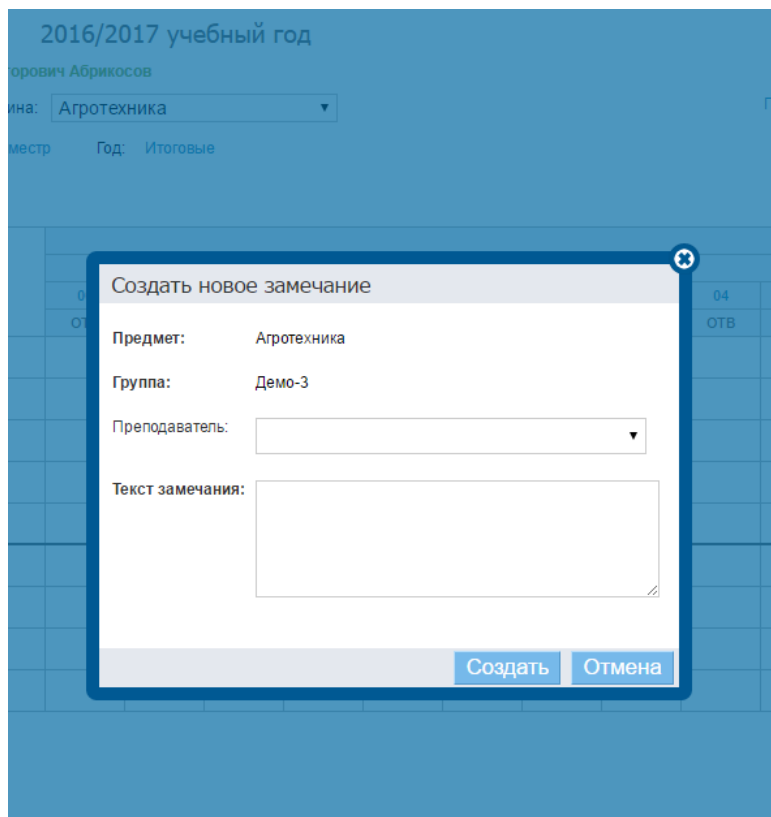 2016/2017 учебный год
горович Абрикосов
ина: Агротехника
местр Год: Итоговые
Создать новое замечание
04
ОТВ
Предмет: Агротехника
Группа: Демо-3
Преподаватель:
Текст замечания:
Создать Отмена